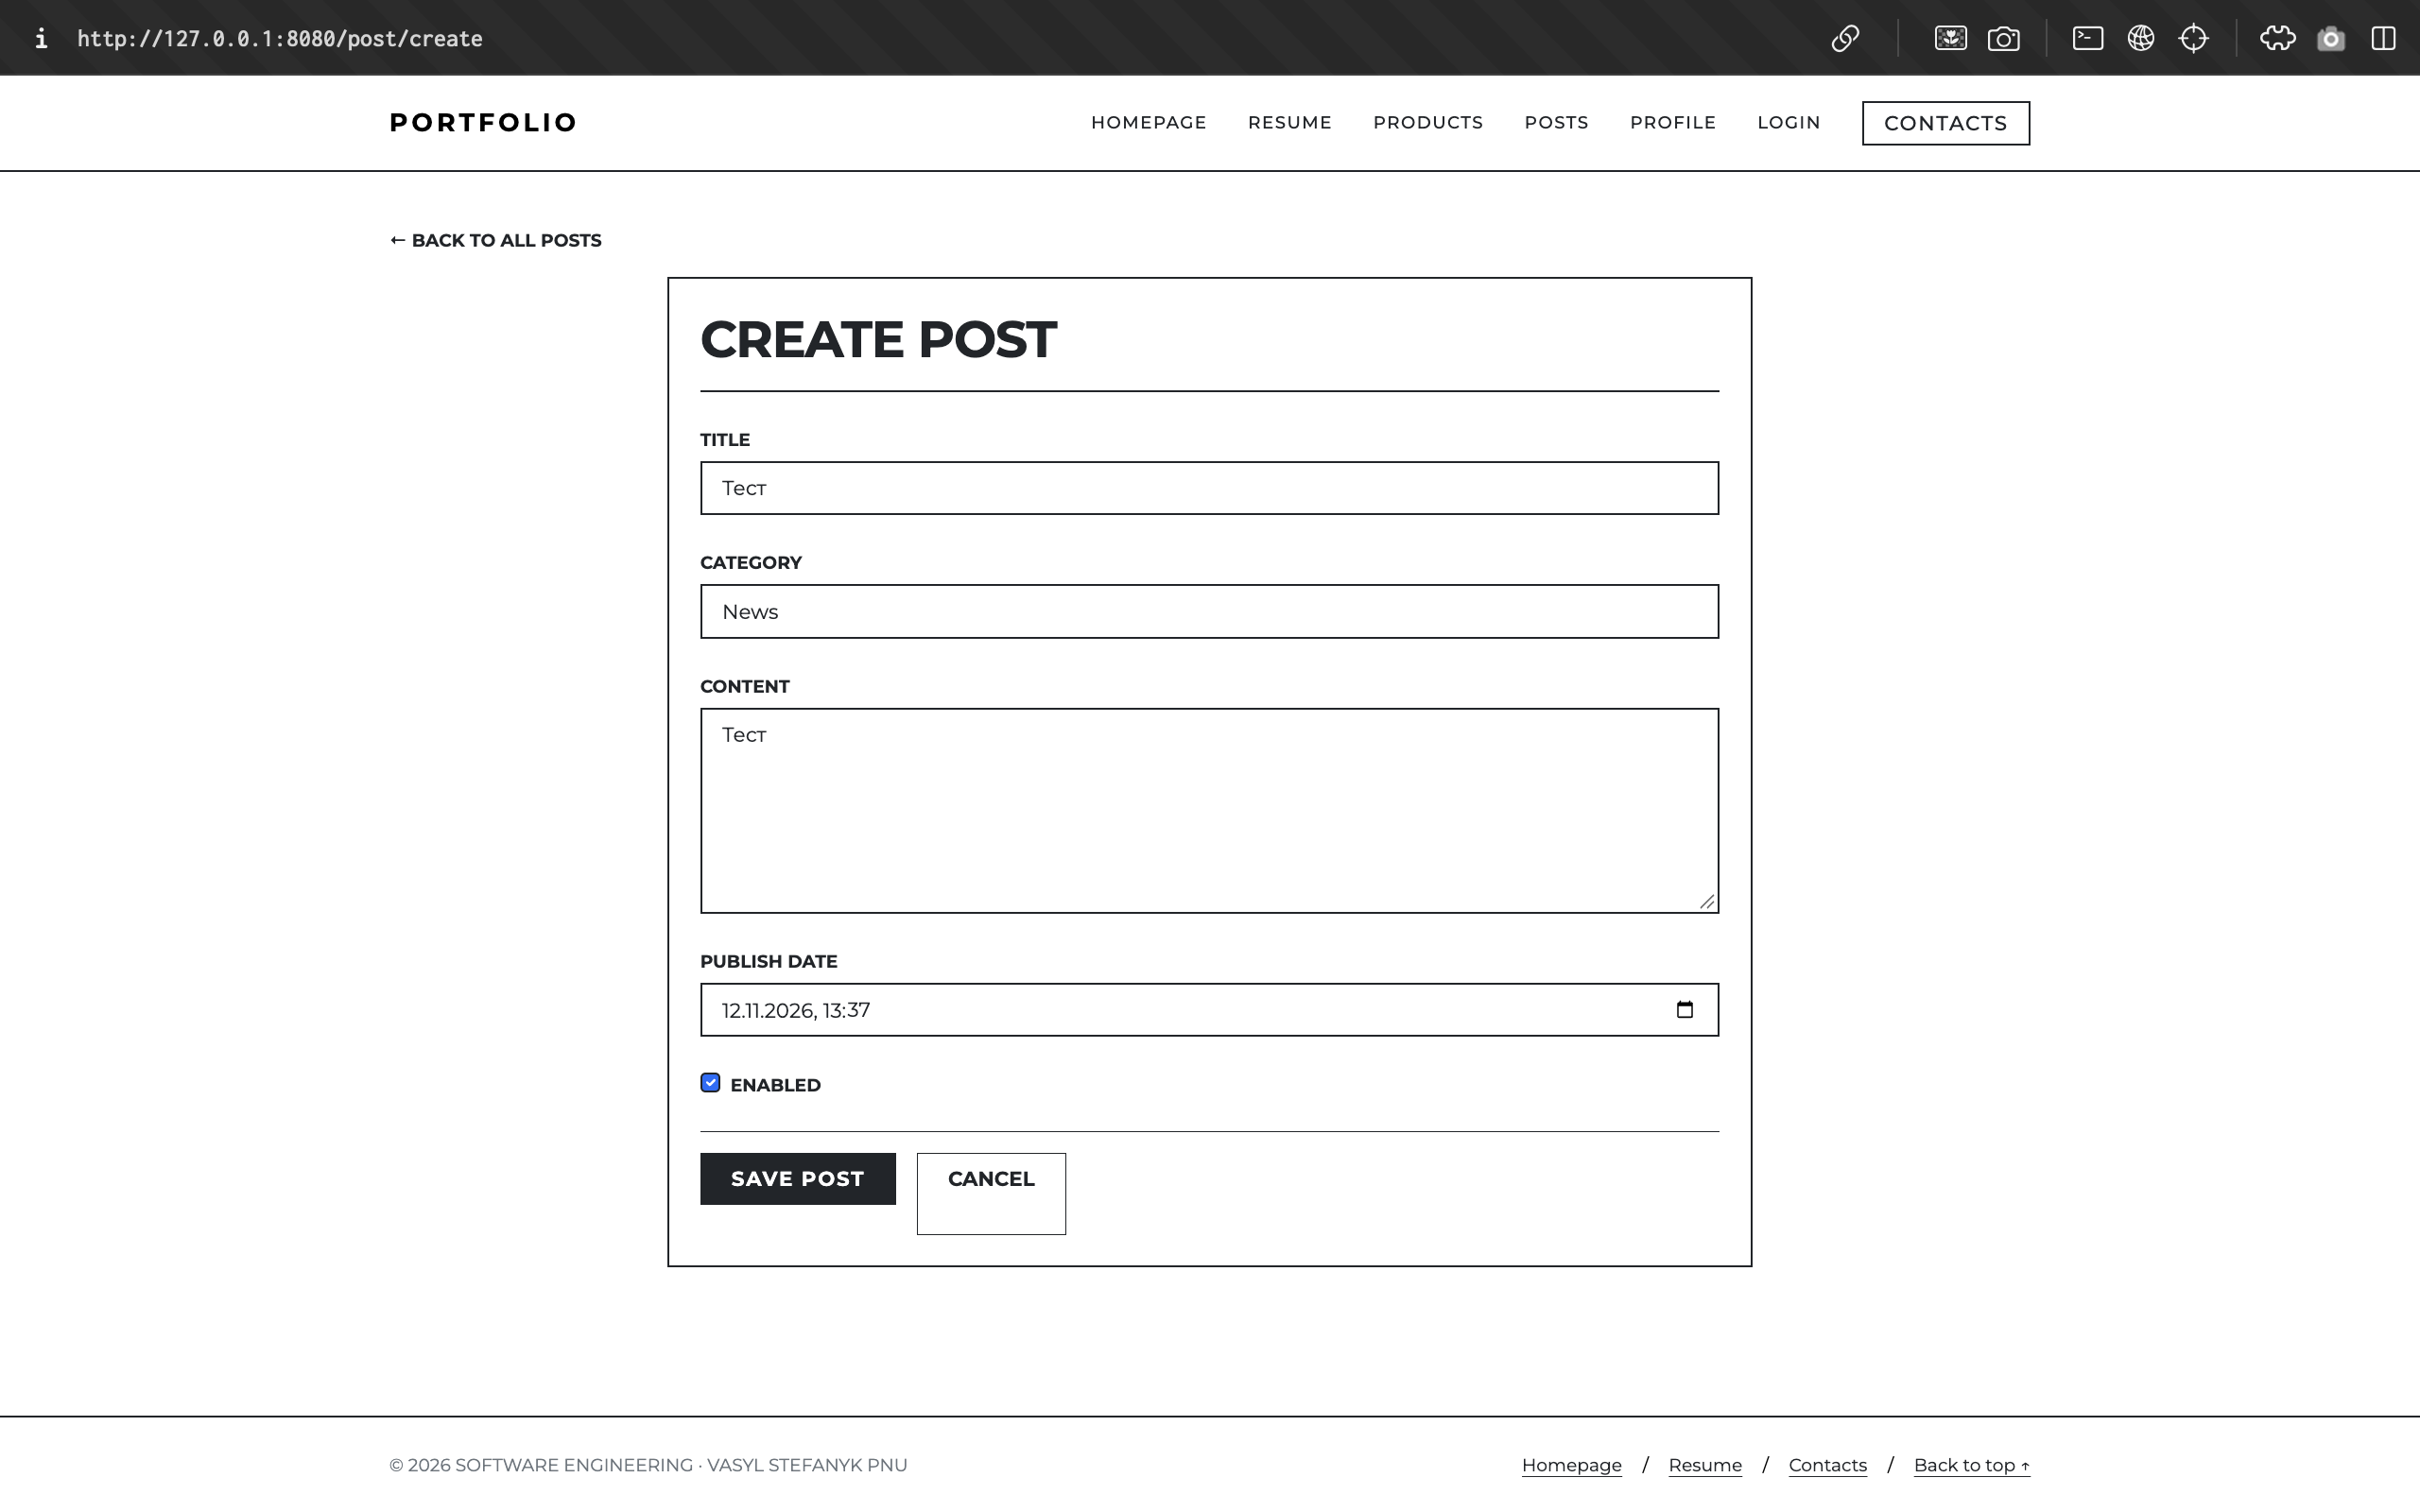 http://127.0.0.1:8080/post/create
PORTFOLIO
HOMEPAGE RESUME PRODUCTS POSTS PROFILE LOGIN CONTACTS
← BACK TO ALL POSTS
CREATE POST
TITLE
Тест
CATEGORY
News
CONTENT
Тест
PUBLISH DATE
12.11.2026, 13:37
ENABLED
SAVE POST CANCEL
© 2026 SOFTWARE ENGINEERING · VASYL STEFANYK PNU
Homepage / Resume / Contacts / Back to top ↑